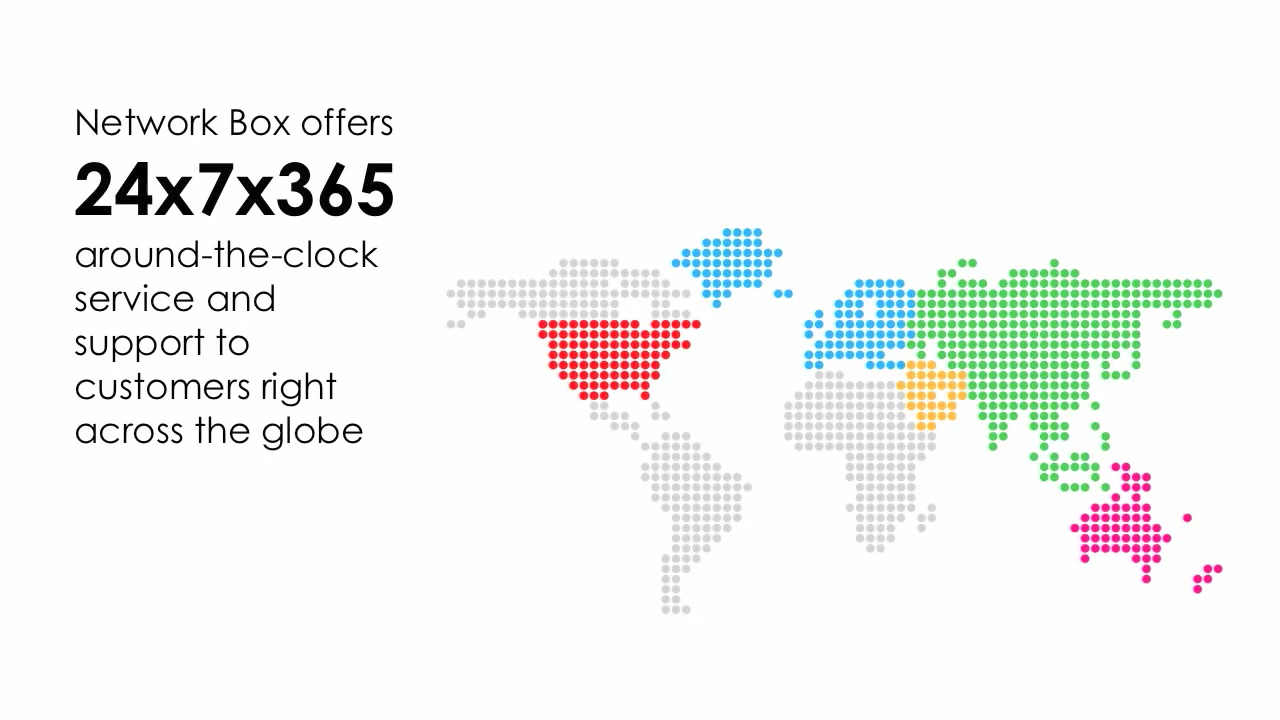 Network Box offers
24x7x365
around-the-clock
service and
support to
customers right
across the globe